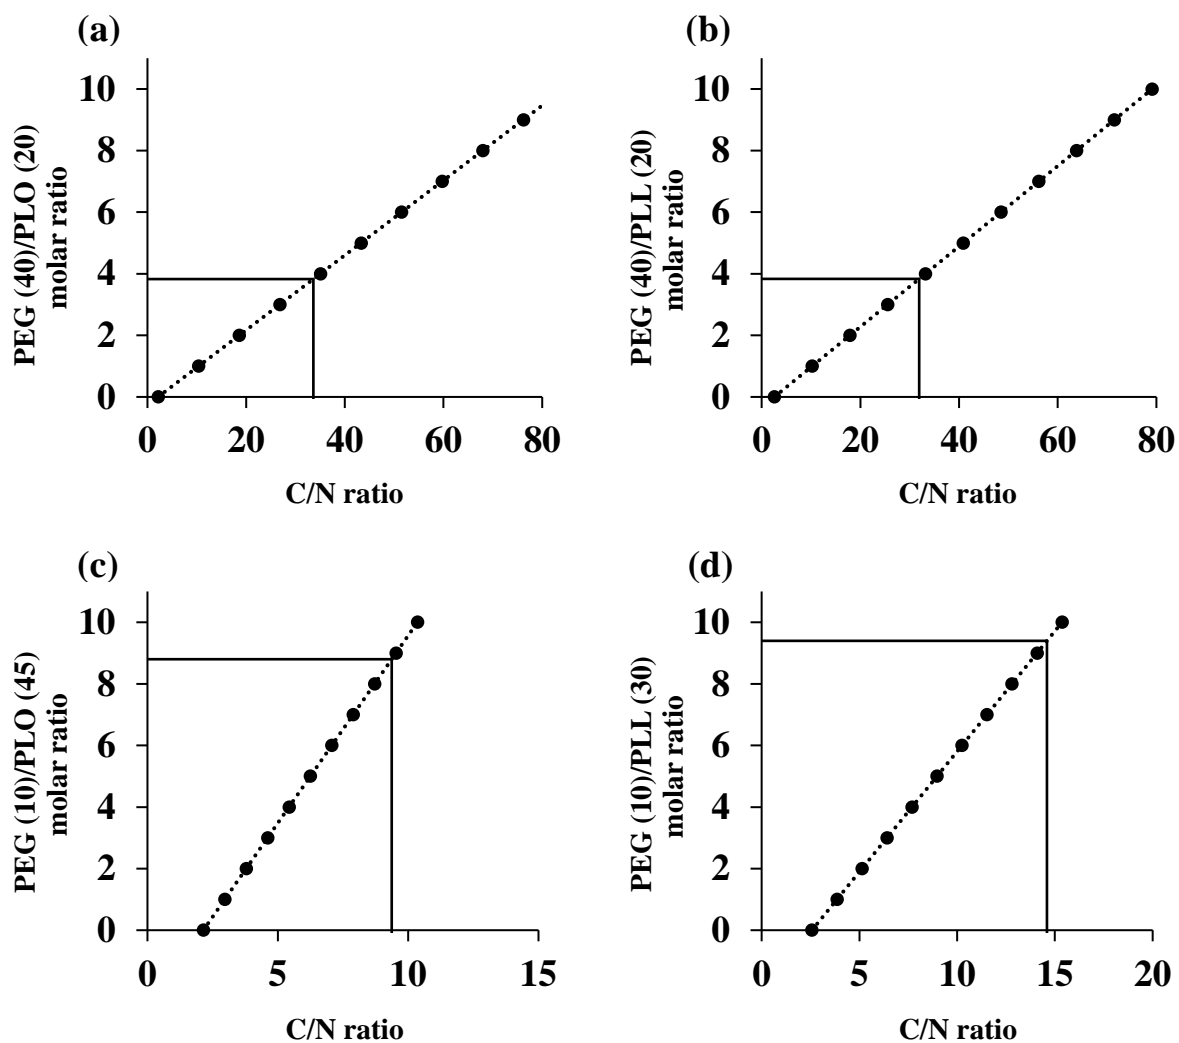 (a)
PEG (40)/PLO (20)
molar ratio
10
8
6
4
2
0
0 20 40 60 80
C/N ratio
(b)
PEG (40)/PLL (20)
molar ratio
10
8
6
4
2
0
0 20 40 60 80
C/N ratio
(c)
PEG (10)/PLO (45)
molar ratio
10
8
6
4
2
0
0 5 10 15
C/N ratio
(d)
PEG (10)/PLL (30)
molar ratio
10
8
6
4
2
0
0 5 10 15 20
C/N ratio